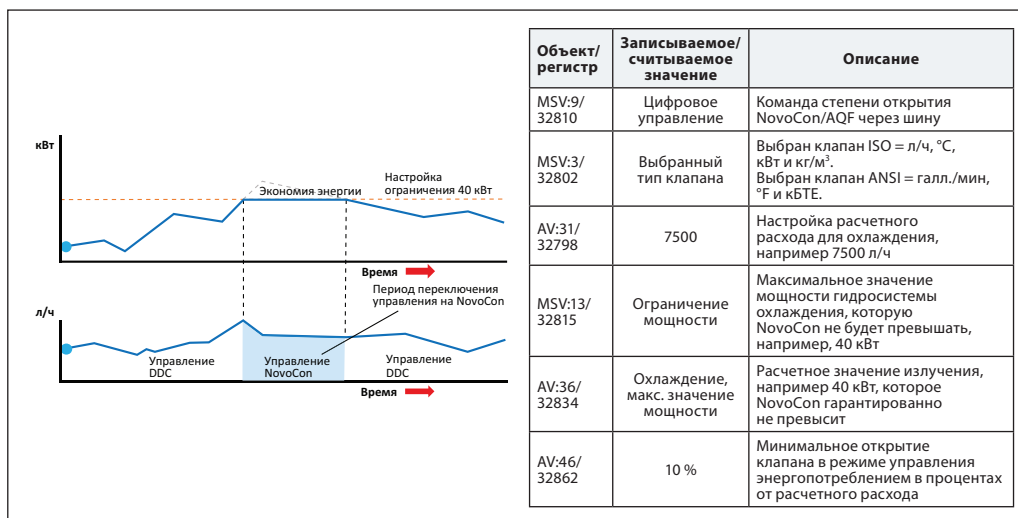 кВт
Экономия энергии
Настройка
ограничения 40 кВт
Время
Период переключения
управления на NovoCon
л/ч
Управление
DDC
Управление
NovoCon
Управление
DDC
Время
Объект/
регистр
Записываемое/
считываемое
значение
Описание
MSV:9/
32810
Цифровое
управление
Команда степени открытия
NovoCon/AQF через шину
MSV:3/
32802
Выбранный
тип клапана
Выбран клапан ISO = л/ч, °C,
кВт и кг/м³.
Выбран клапан ANSI = галл./мин,
°F и кБТЕ.
AV:31/
32798
7500
Настройка расчетного
расхода для охлаждения,
например 7500 л/ч
MSV:13/
32815
Ограничение
мощности
Максимальное значение
мощности гидросистемы
охлаждения, которую
NovoCon не будет превышать,
например, 40 кВт
AV:36/
32834
Охлаждение,
макс. значение
мощности
Расчетное значение излучения,
например 40 кВт, которое
NovoCon гарантированно
не превысит
AV:46/
32862
10 %
Минимальное открытие
клапана в режиме управления
энергопотреблением в процентах
от расчетного расхода